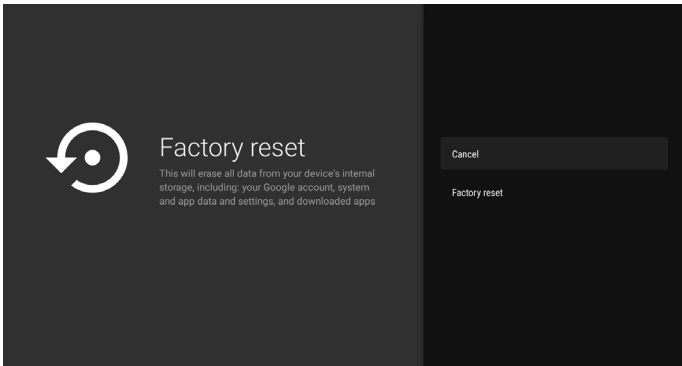 Factory reset
This will erase all data from your device's internal
storage, including: your Google account, system
and app data and settings, and downloaded apps
Cancel
Factory reset